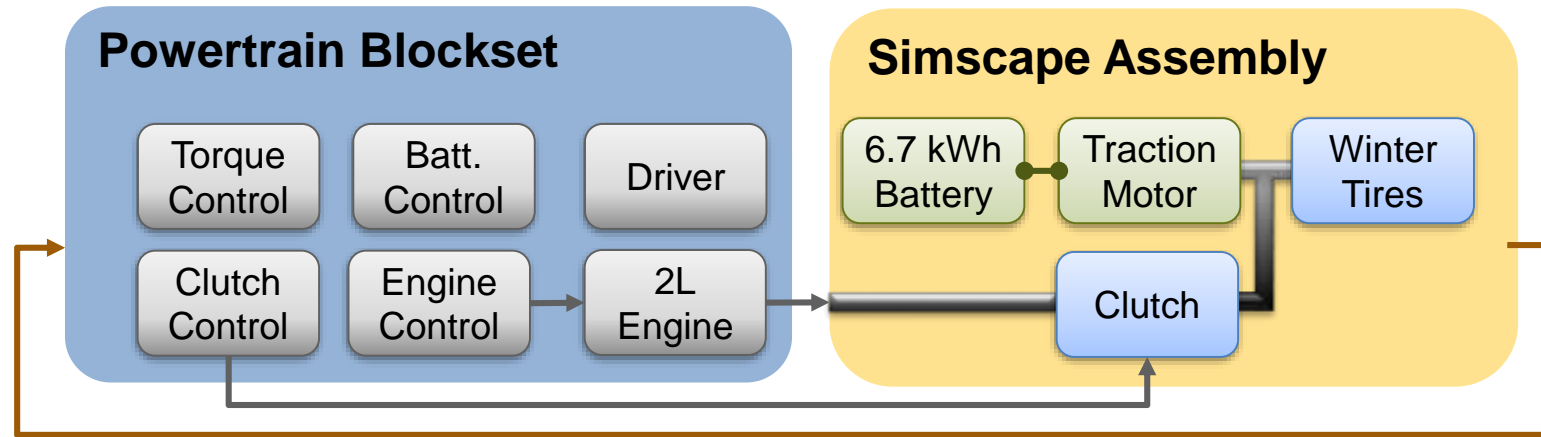 Powertrain Blockset
Torque
Control
Batt.
Control
Driver
Clutch
Control
Engine
Control
2L
Engine
Simscape Assembly
6.7 kWh
Battery
Traction
Motor
Winter
Tires
Clutch